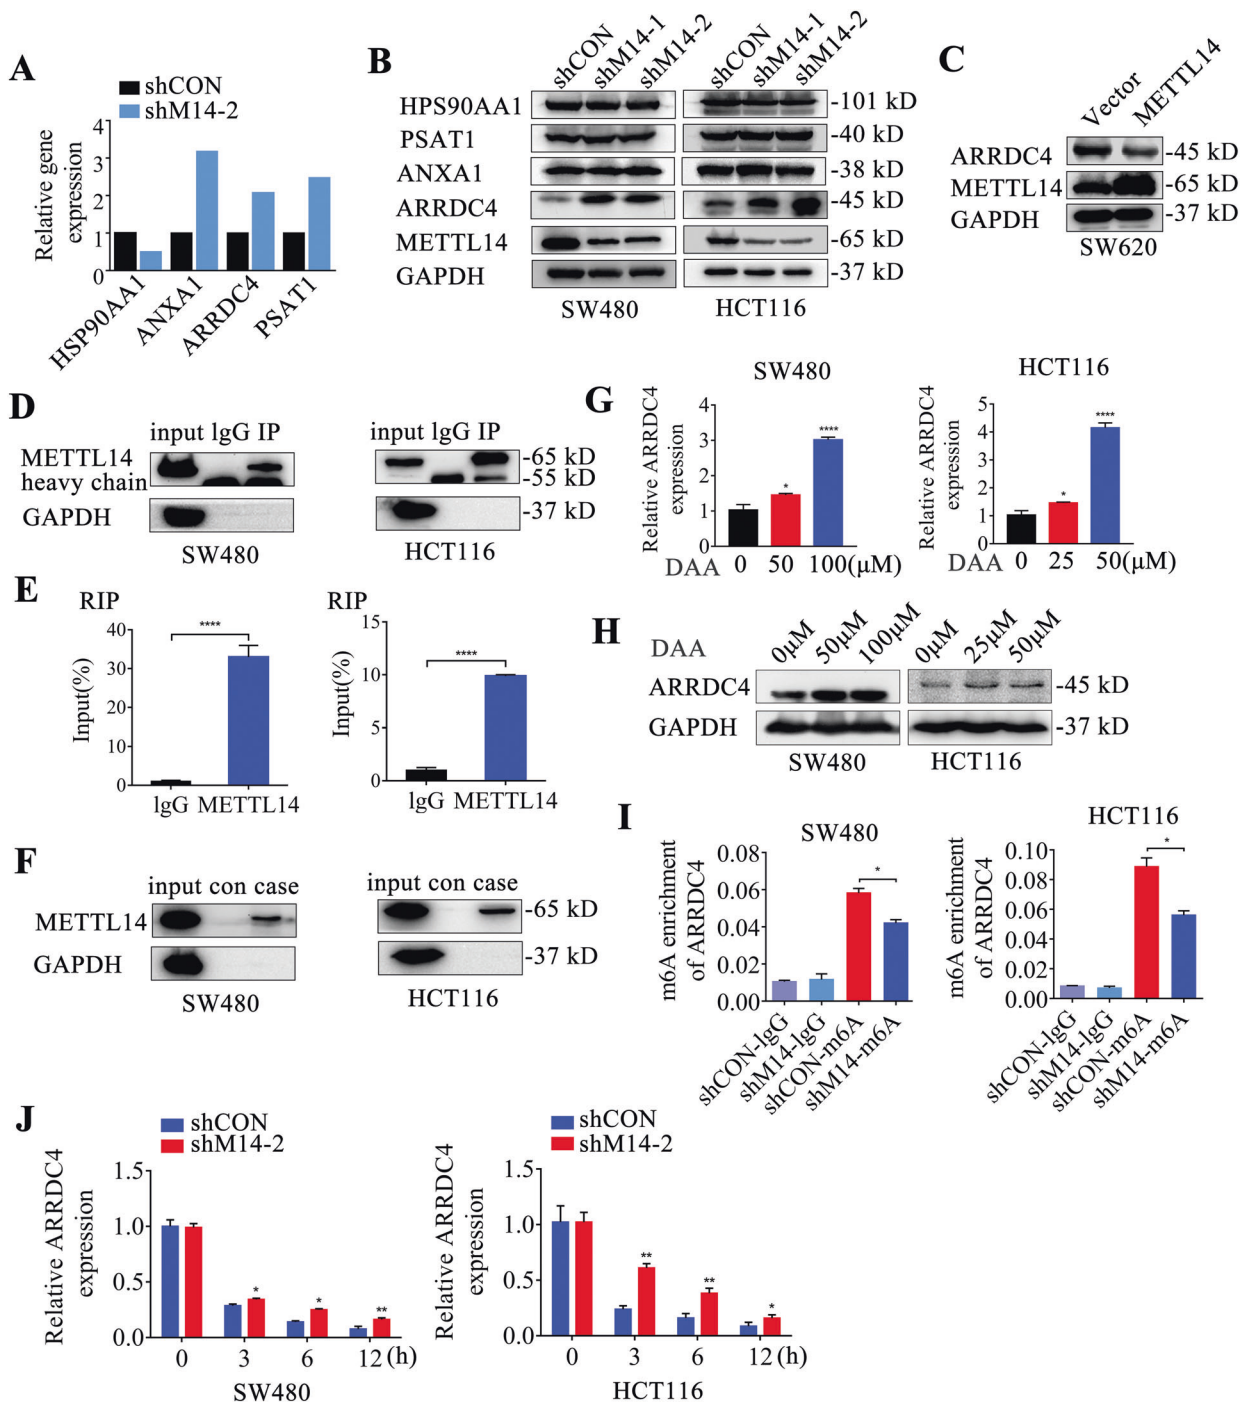 A
shCON
shM14-2
Relative gene
expression
4
3
2
1
0
HSP90AA1
ANXA1
ARRDC4
PSAT1
B
shCON
shM14-1
shM14-2
shCON
shM14-1
shM14-2
HPS90AA1
-101 kD
PSAT1
-40 kD
ANXA1
-38 kD
ARRDC4
-45 kD
METTL14
-65 kD
GAPDH
-37 kD
SW480
HCT116
C
Vector
METTL14
ARRDC4
-45 kD
METTL14
-65 kD
GAPDH
-37 kD
SW620
D
input lgG IP
input lgG IP
METTL14
-65 kD
heavy chain
-55 kD
GAPDH
-37 kD
SW480
HCT116
E
RIP
Input(%)
40
30
20
10
0
****
lgG METTL14
RIP
Input(%)
15
10
5
0
****
lgG METTL14
F
input con case
input con case
METTL14
-65 kD
GAPDH
-37 kD
SW480
HCT116
G
SW480
Relative ARRDC4
expression
4
3
2
1
0
*
****
DAA 0 50 100(μM)
HCT116
Relative ARRDC4
expression
5
4
3
2
1
0
*
****
DAA 0 25 50(μM)
H
DAA
0μM
50μM
100μM
0μM
25μM
50μM
ARRDC4
-45 kD
GAPDH
-37 kD
SW480
HCT116
I
SW480
m6A enrichment
of ARRDC4
0.08
0.06
0.04
0.02
0.00
*
shCON-lgG
shM14-lgG
shCON-m6A
shM14-m6A
HCT116
m6A enrichment
of ARRDC4
0.10
0.08
0.06
0.04
0.02
0.00
*
shCON-lgG
shM14-lgG
shCON-m6A
shM14-m6A
J
shCON
shM14-2
Relative ARRDC4
expression
1.5
1.0
0.5
0.0
*
*
**
0 3 6 12 (h)
SW480
shCON
shM14-2
Relative ARRDC4
expression
1.5
1.0
0.5
0.0
**
**
*
0 3 6 12 (h)
HCT116